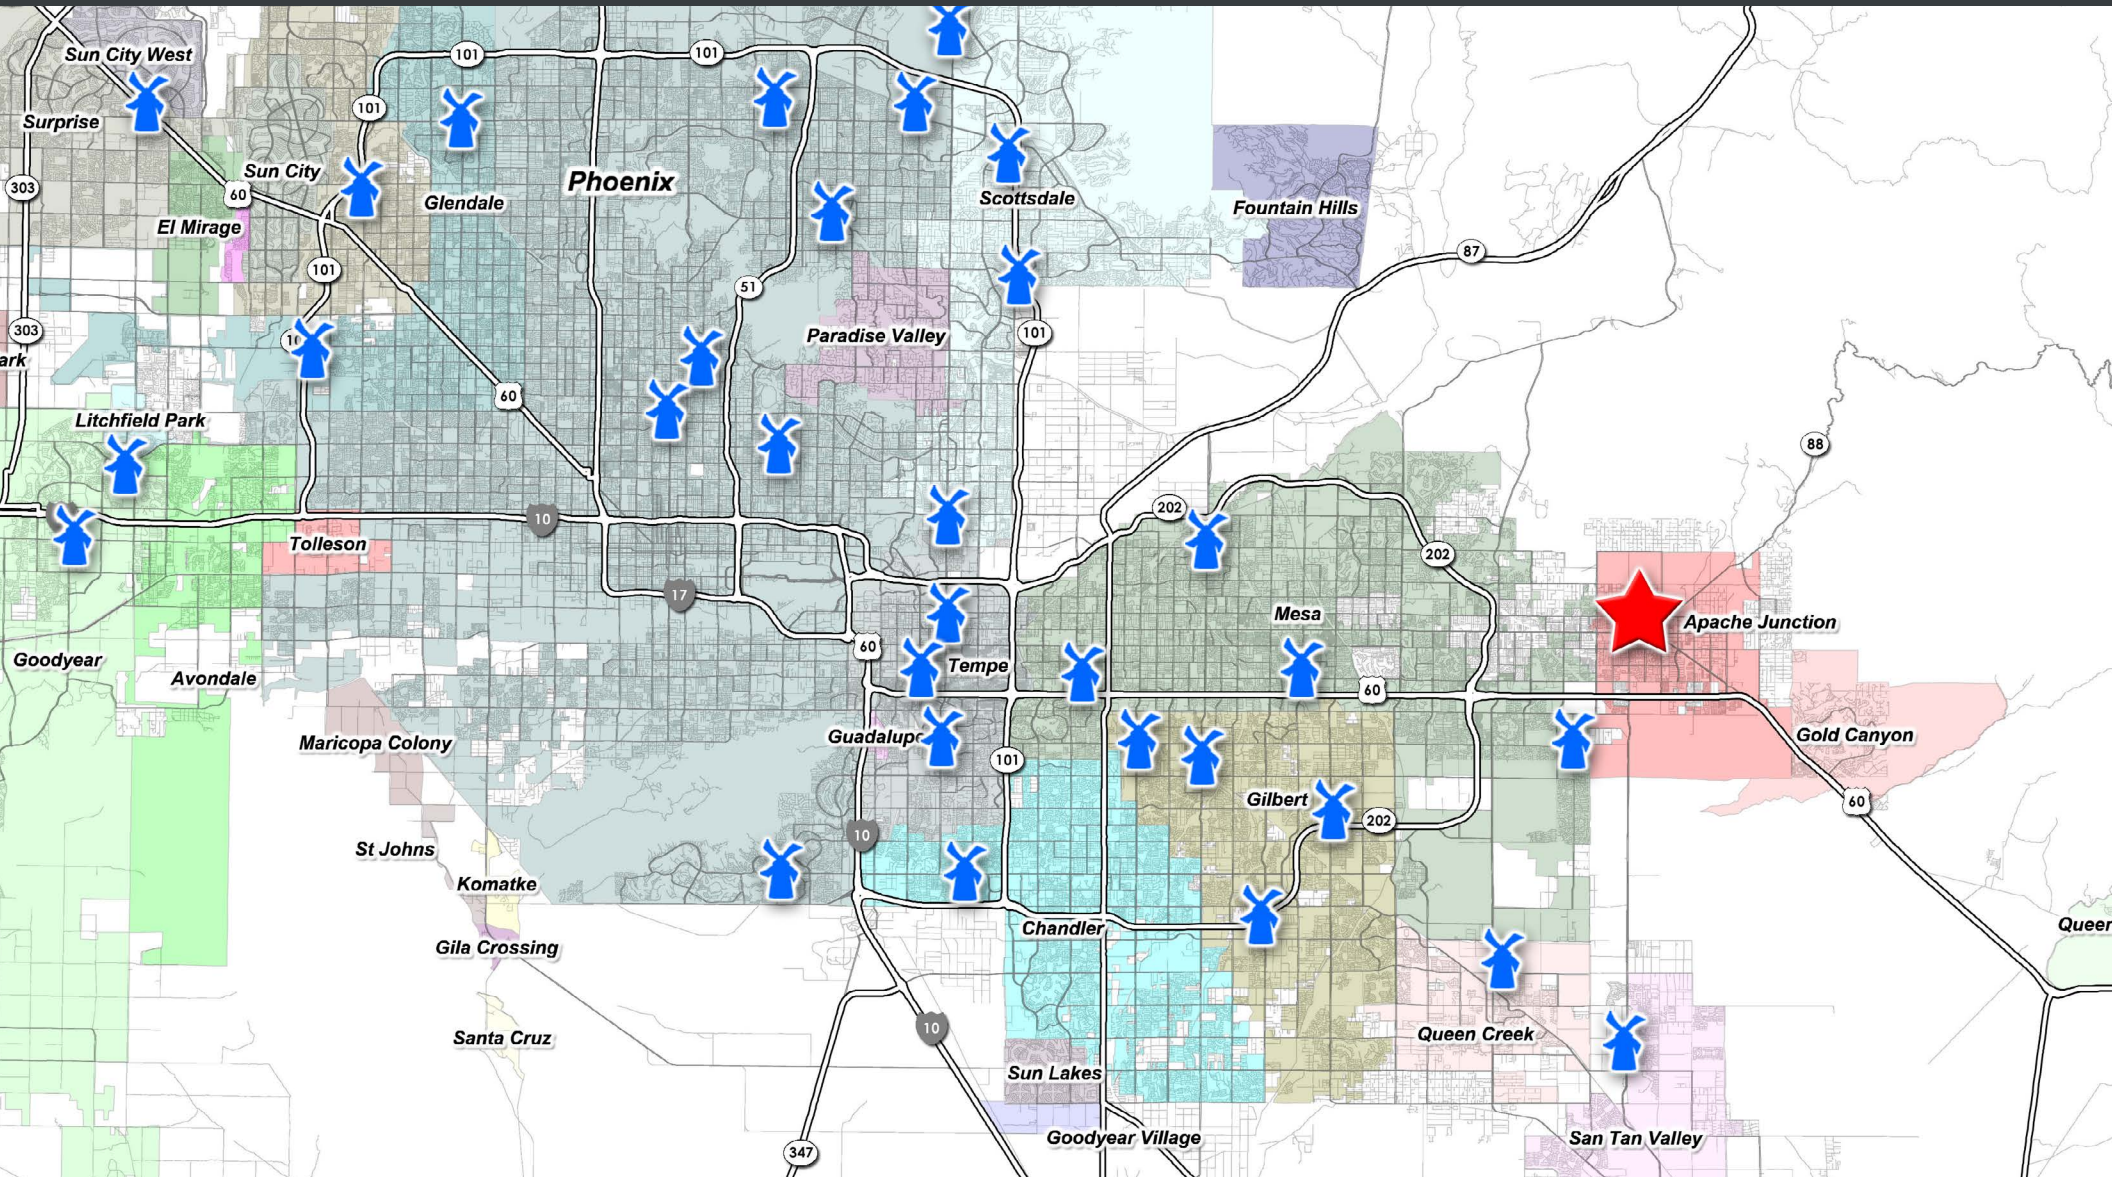 Sun City West
101
101
Surprise
101
Sun City
Phoenix
303
60
Glendale
Scottsdale
Fountain Hills
El Mirage
87
101
51
303
101
Paradise Valley
ark
60
Litchfield Park
88
202
10
Tolleson
202
17
Mesa
Apache Junction
60
Goodyear
Tempe
Avondale
60
Maricopa Colony
Guadalupe
Gold Canyon
101
Gilbert
60
202
10
St Johns
Komatke
Chandler
Queer
Gila Crossing
10
Santa Cruz
Queen Creek
Sun Lakes
Goodyear Village
San Tan Valley
347